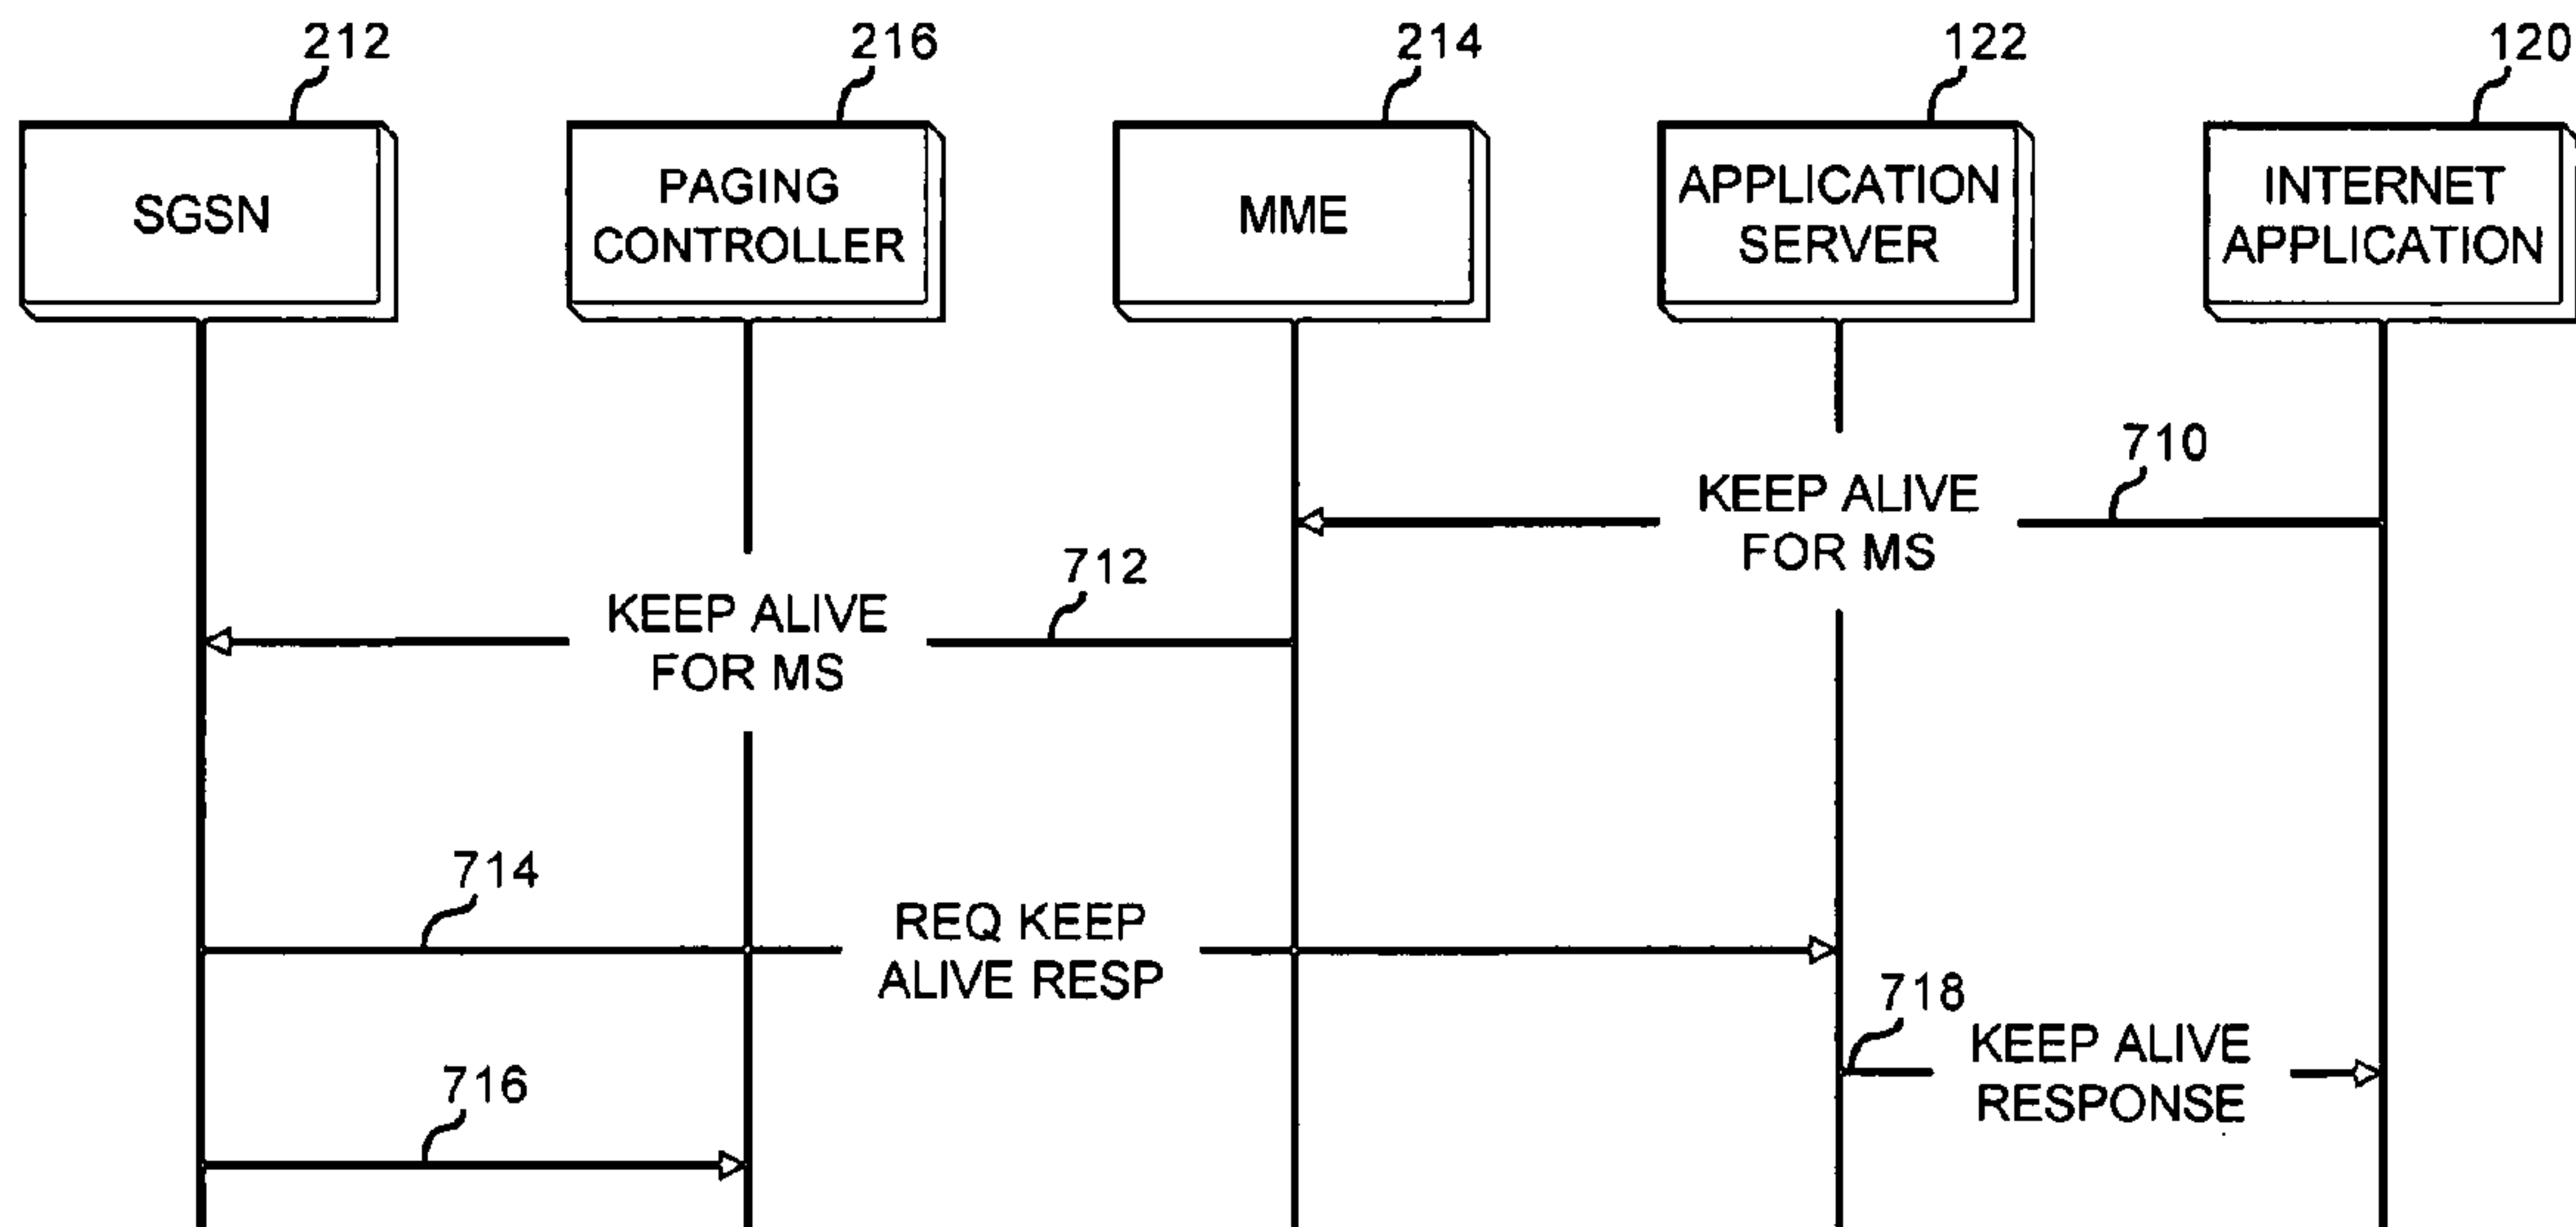 212
216
214
122
120
SGSN
PAGING
CONTROLLER
MME
APPLICATION
SERVER
INTERNET
APPLICATION
710
KEEP ALIVE
FOR MS
712
KEEP ALIVE
FOR MS
714
REQ KEEP
ALIVE RESP
718
KEEP ALIVE
RESPONSE
716